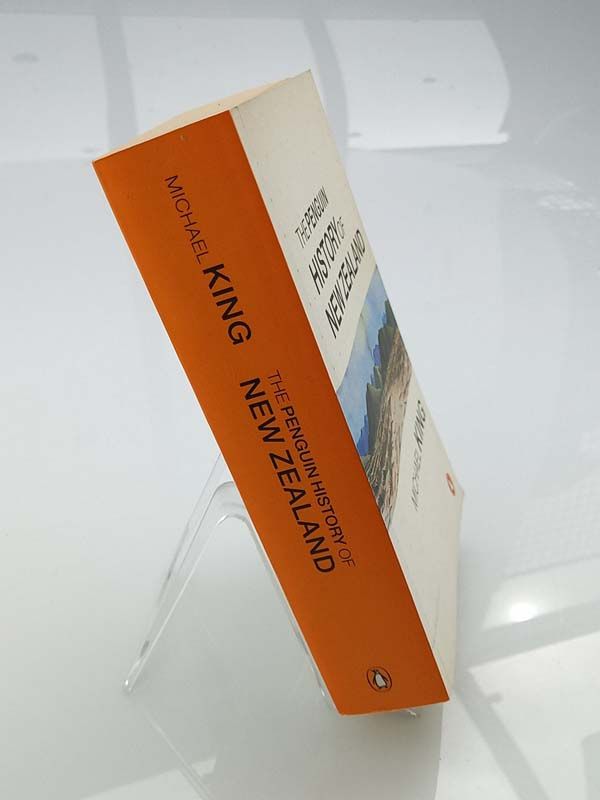 MICHAEL KING
THE PENGUIN HISTORY OF
NEW ZEALAND
THE PENGUIN
HISTORY OF
NEW ZEALAND
MICHAEL KING